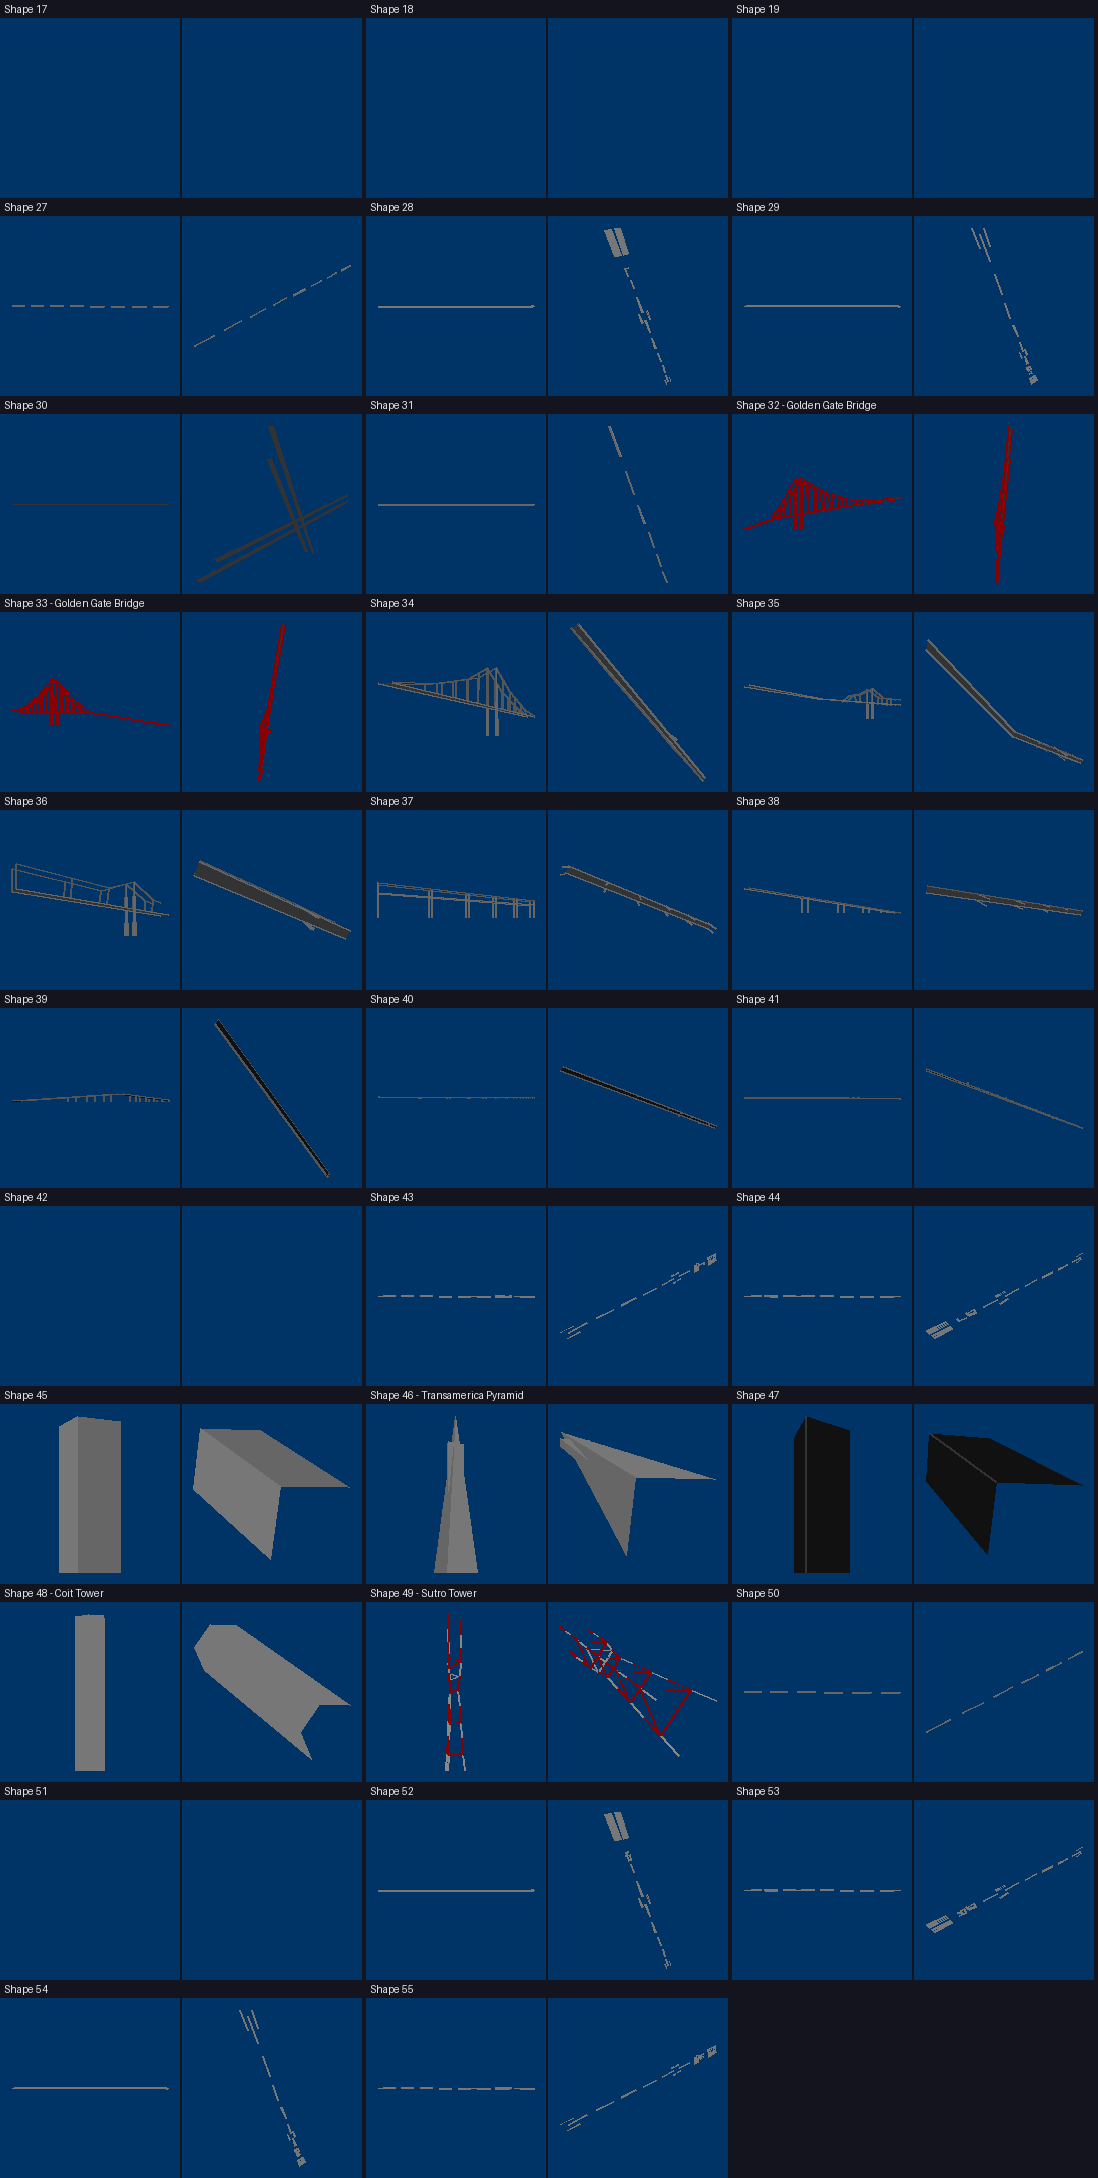 Shape 17
Shape 18
Shape 19
Shape 27
Shape 28
Shape 29
Shape 30
Shape 31
Shape 32 - Golden Gate Bridge
Shape 33 - Golden Gate Bridge
Shape 34
Shape 35
Shape 36
Shape 37
Shape 38
Shape 39
Shape 40
Shape 41
Shape 42
Shape 43
Shape 44
Shape 45
Shape 46 - Transamerica Pyramid
Shape 47
Shape 48 - Coit Tower
Shape 49 - Sutro Tower
Shape 50
Shape 51
Shape 52
Shape 53
Shape 54
Shape 55